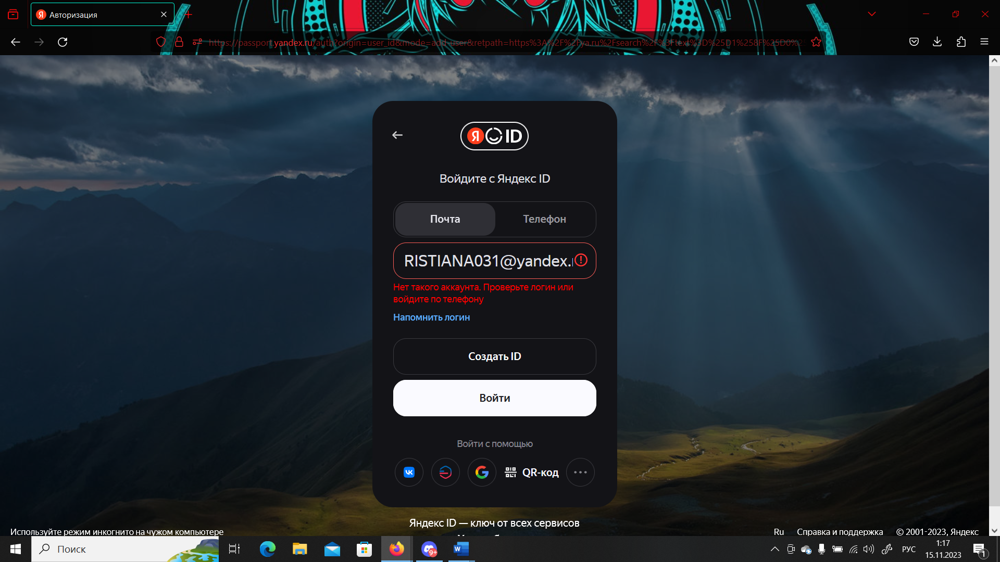 Авторизация
https://passport.yandex.ru/auth?origin=user_id&mode=add-user&retpath=https%3A%2F%2Fya.ru%2Fsearch%2F%3Ftext%3D%25D1%258F%25D0%25
Я ID
Войдите с Яндекс ID
Почта
Телефон
RISTIANA031@yandex.
Нет такого аккаунта. Проверьте логин или
войдите по телефону
Напомнить логин
Создать ID
Войти
Войти с помощью
QR-код
Яндекс ID — ключ от всех сервисов
Используйте режим инкогнито на чужом компьютере
Ru
Справка и поддержка
© 2001-2023, Яндекс
Поиск
9+
W
РУС
1:17
15.11.2023
1